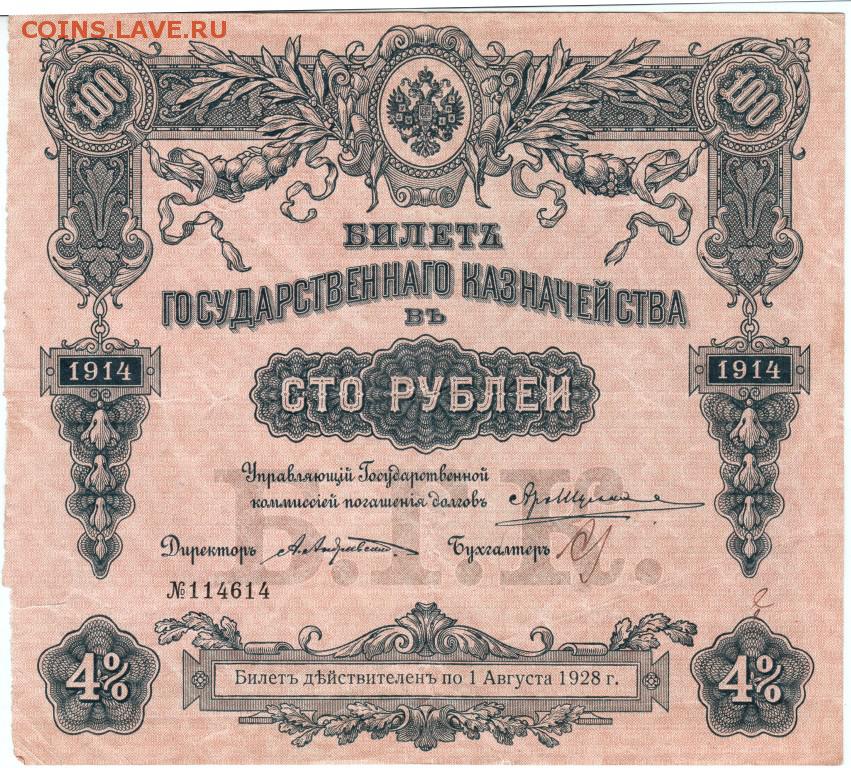 COINS.LAVE.RU
100 100
БИЛЕТЪ
ГОСУДАРСТВЕННАГО КАЗНАЧЕЙСТВА
ВЪ
1914 1914
СТО РУБЛЕЙ
Управляющій Государственной
коммиссіей погашенія долговъ
Директоръ Бухгалтеръ
Б.Г.К.
№114614
4% 4%
Билетъ дѣйствителенъ по 1 Августа 1928 г.